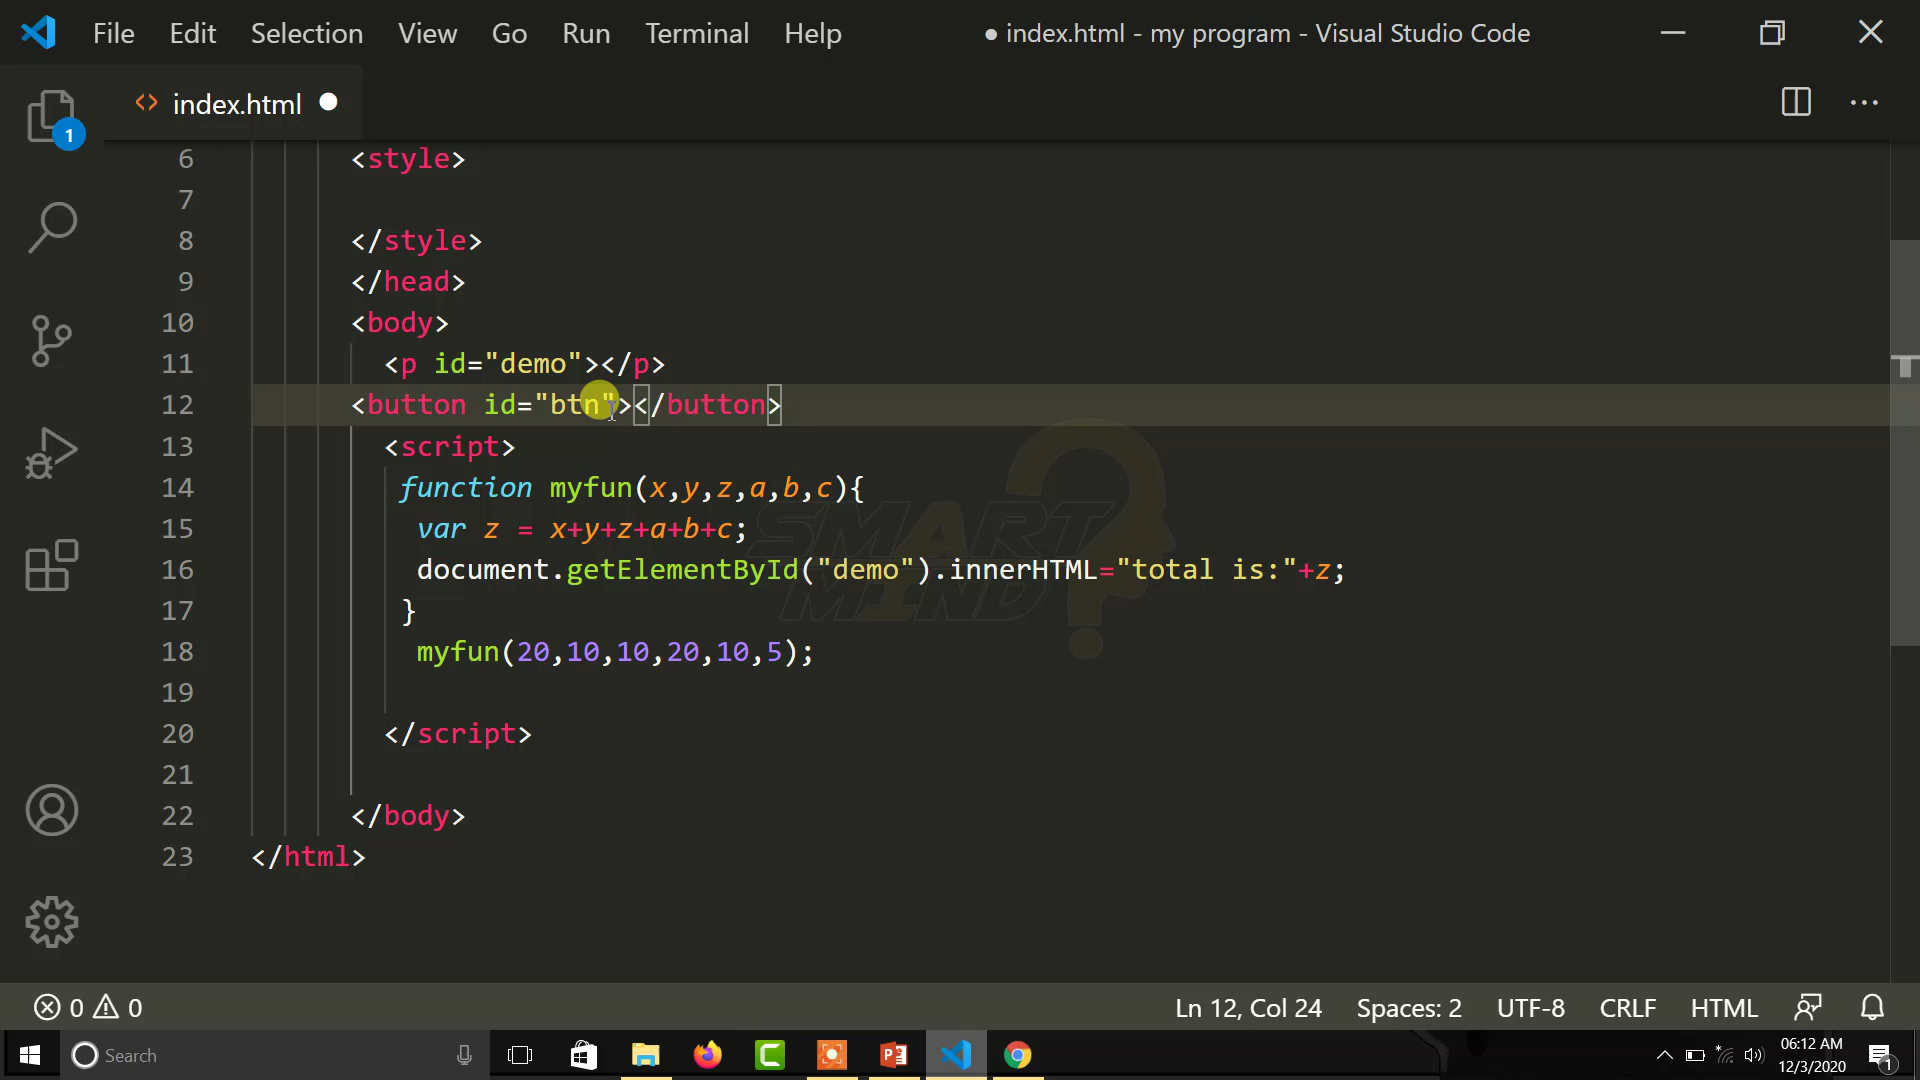 File Edit Selection View Go Run Terminal Help ● index.html - my program - Visual Studio Code
<> index.html ●
1
6 <style>
7
8 </style>
9 </head>
10 <body>
11 <p id="demo"></p>
12 <button id="btn"></button>
13 <script>
14 function myfun(x,y,z,a,b,c){
15 var z = x+y+z+a+b+c;
16 document.getElementById("demo").innerHTML="total is:"+z;
17 }
18 myfun(20,10,10,20,10,5);
19
20 </script>
21
22 </body>
23 </html>
SMART
MIND
0 0 Ln 12, Col 24 Spaces: 2 UTF-8 CRLF HTML
Search 06:12 AM
12/3/2020 1